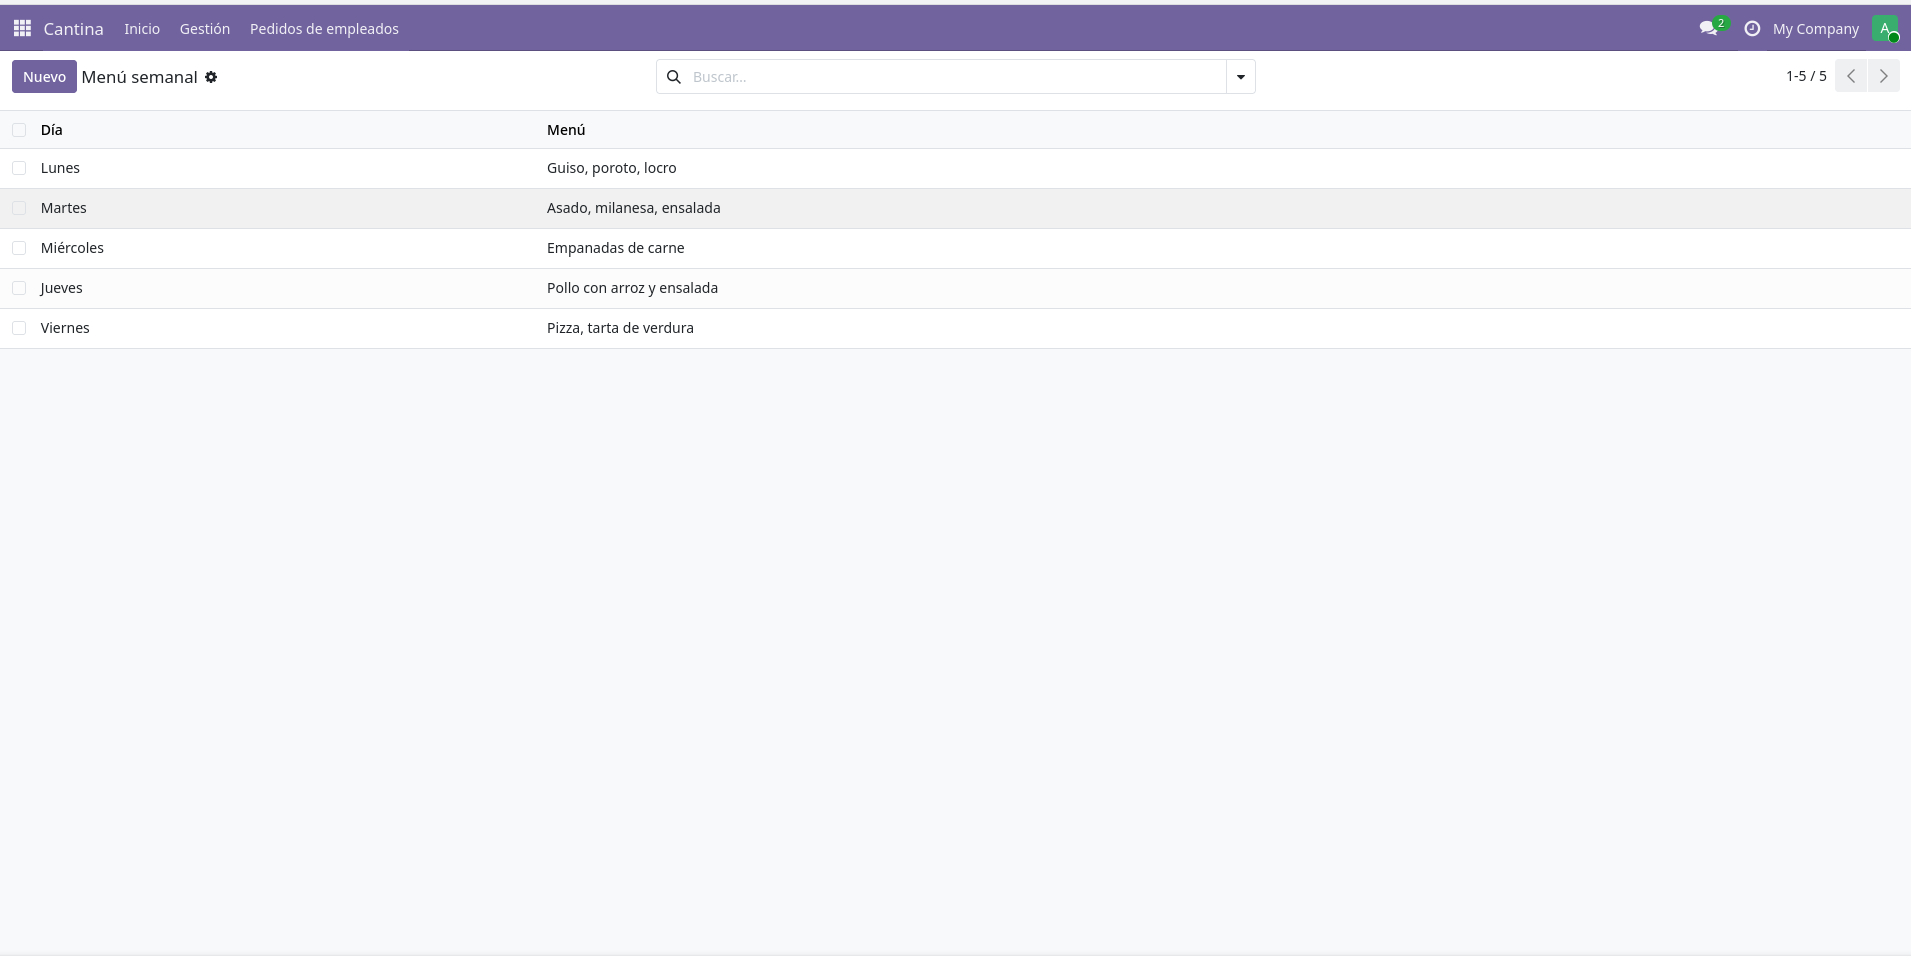 Cantina Inicio Gestión Pedidos de empleados 2 My Company A
Nuevo Menú semanal Buscar... 1-5 / 5
Día Menú
Lunes Guiso, poroto, locro
Martes Asado, milanesa, ensalada
Miércoles Empanadas de carne
Jueves Pollo con arroz y ensalada
Viernes Pizza, tarta de verdura